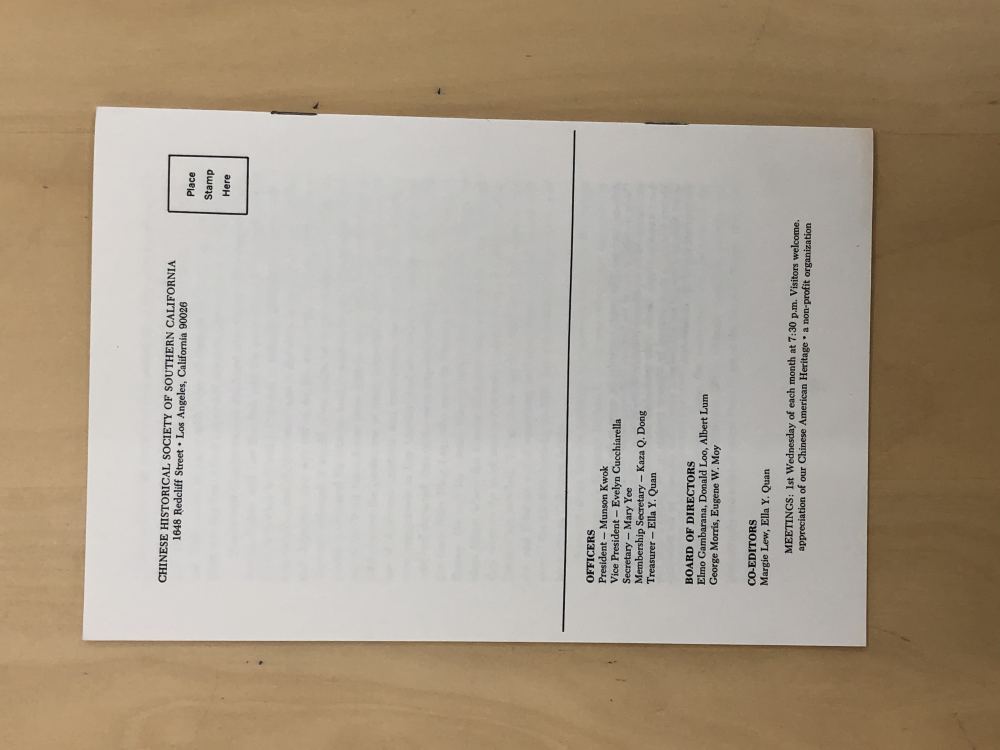 CHINESE HISTORICAL SOCIETY OF SOUTHERN CALIFORNIA
1648 Redcliff Street • Los Angeles, California 90026
Place
Stamp
Here
OFFICERS
President — Munson Kwok
Vice President — Evelyn Cucchiarella
Secretary — Mary Yee
Membership Secretary — Kaza Q. Dong
Treasurer — Ella Y. Quan
BOARD OF DIRECTORS
Elmo Gambarana, Donald Loo, Albert Lum
George Morris, Eugene W. Moy
CO-EDITORS
Margie Lew, Ella Y. Quan
MEETINGS: 1st Wednesday of each month at 7:30 p.m. Visitors welcome.
appreciation of our Chinese American Heritage • a non-profit organization